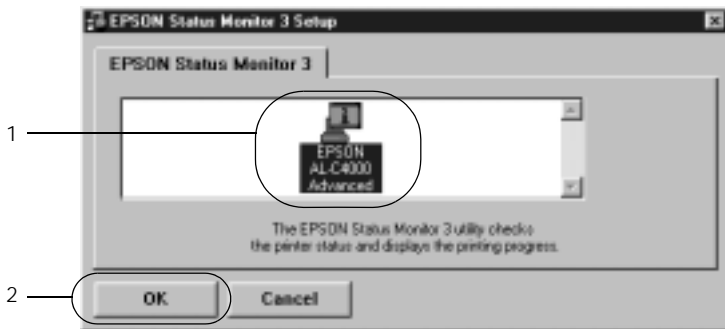 EPSON Status Monitor 3 Setup
EPSON Status Monitor 3
1
EPSON
AL-C4000
Advanced
The EPSON Status Monitor 3 utility checks
the printer status and displays the printing progress.
2
OK
Cancel